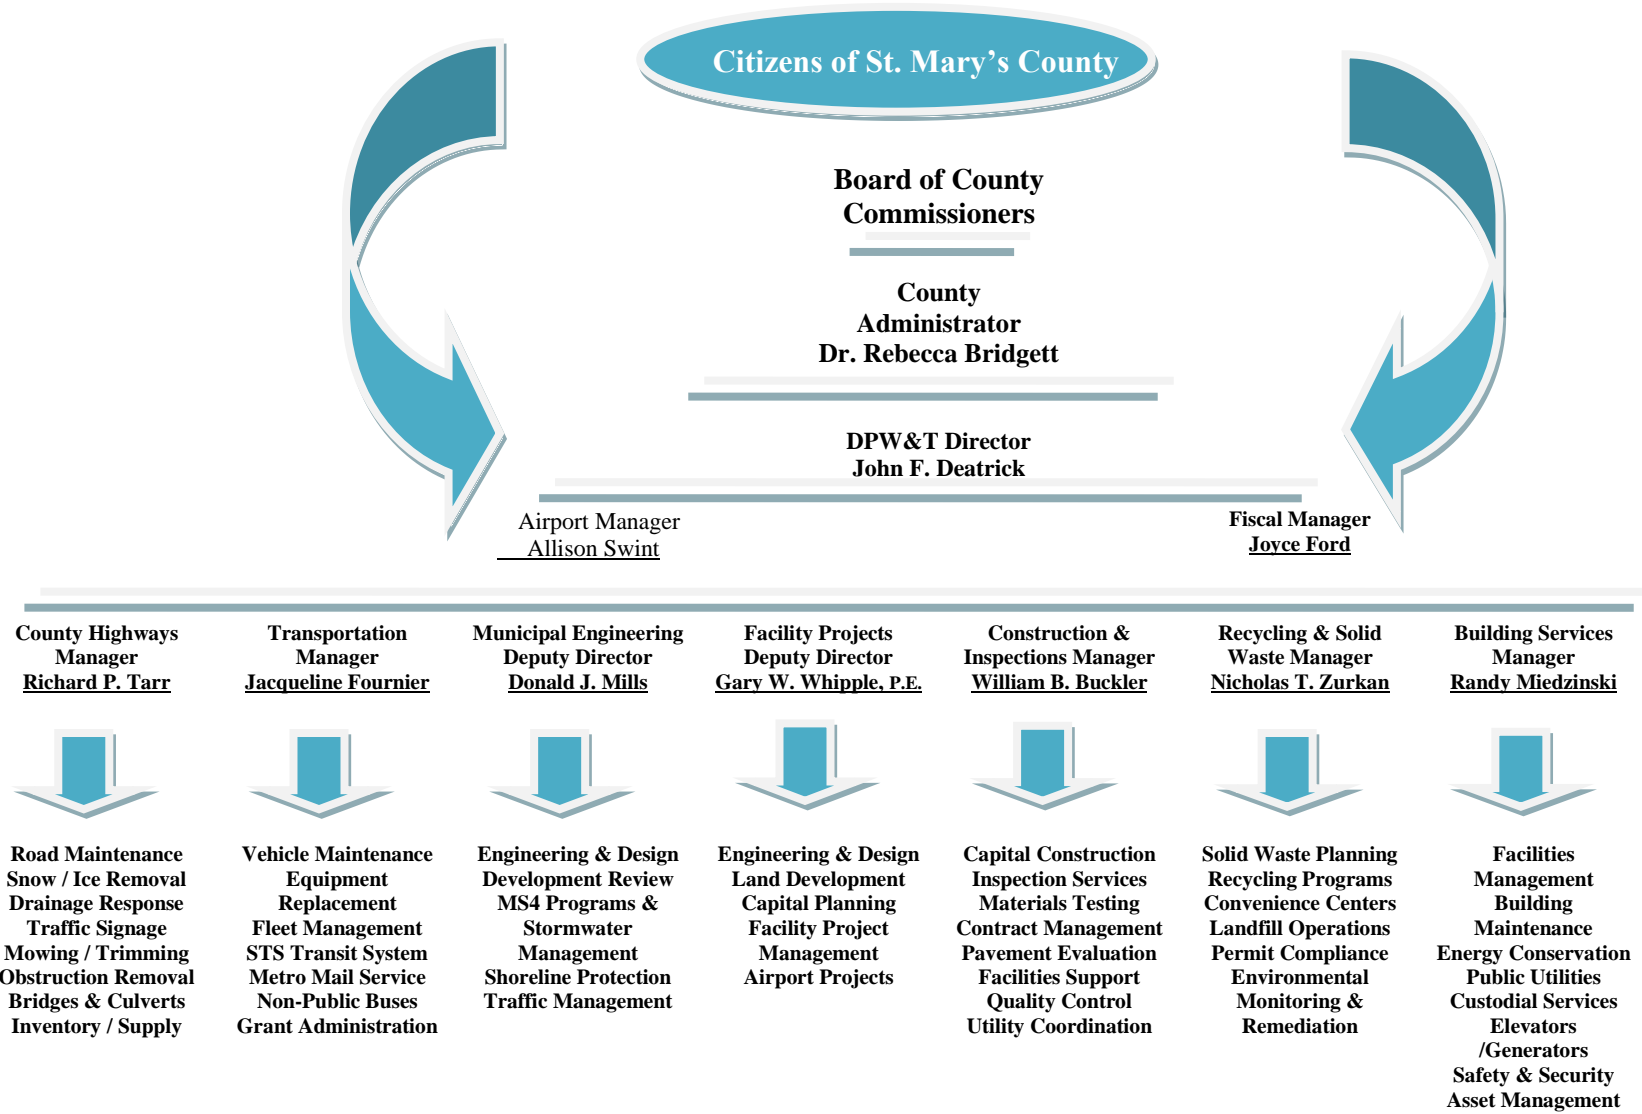 Citizens of St. Mary's County
Board of County
Commissioners
County
Administrator
Dr. Rebecca Bridgett
DPW&T Director
John F. Deatrick
Airport Manager
Allison Swint
Fiscal Manager
Joyce Ford
County Highways
Manager
Richard P. Tarr
Transportation
Manager
Jacqueline Fournier
Municipal Engineering
Deputy Director
Donald J. Mills
Facility Projects
Deputy Director
Gary W. Whipple, P.E.
Construction &
Inspections Manager
William B. Buckler
Recycling & Solid
Waste Manager
Nicholas T. Zurkan
Building Services
Manager
Randy Miedzinski
Road Maintenance
Snow / Ice Removal
Drainage Response
Traffic Signage
Mowing / Trimming
Obstruction Removal
Bridges & Culverts
Inventory / Supply
Vehicle Maintenance
Equipment
Replacement
Fleet Management
STS Transit System
Metro Mail Service
Non-Public Buses
Grant Administration
Engineering & Design
Development Review
MS4 Programs &
Stormwater
Management
Shoreline Protection
Traffic Management
Engineering & Design
Land Development
Capital Planning
Facility Project
Management
Airport Projects
Capital Construction
Inspection Services
Materials Testing
Contract Management
Pavement Evaluation
Facilities Support
Quality Control
Utility Coordination
Solid Waste Planning
Recycling Programs
Convenience Centers
Landfill Operations
Permit Compliance
Environmental
Monitoring &
Remediation
Facilities
Management
Building
Maintenance
Energy Conservation
Public Utilities
Custodial Services
Elevators
/Generators
Safety & Security
Asset Management